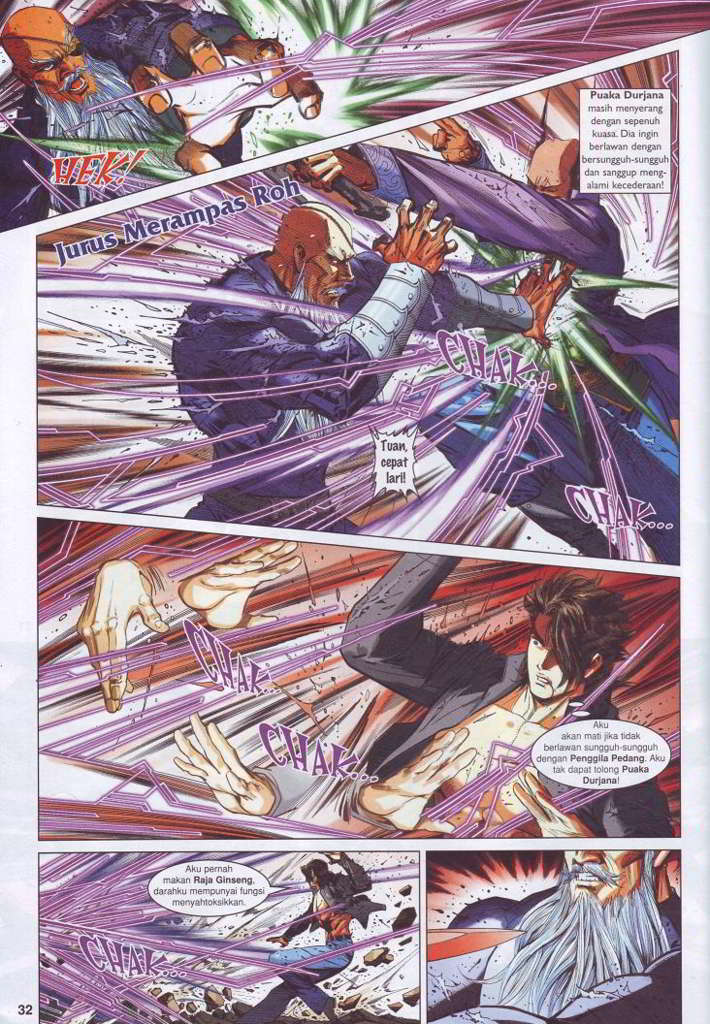 HEK!
Puaka Durjana
masih menyerang
dengan sepenuh
kuasa. Dia ingin
berlawan dengan
bersungguh-sungguh
dan sanggup meng-
alami kecederaan!
Jurus Merampas Roh
CHAK...
Tuan,
cepat
lari!
CHAK...
CHAK...
CHAK...
Aku
akan mati jika
berlawan sungguh-sungguh
dengan Penggila Pedang. Aku
tak dapat tolong Puaka
Durjana!
Aku pernah
makan Raja Ginseng,
darahku mempunyai fungsi
menyahtoksikkan.
CHAK...
32